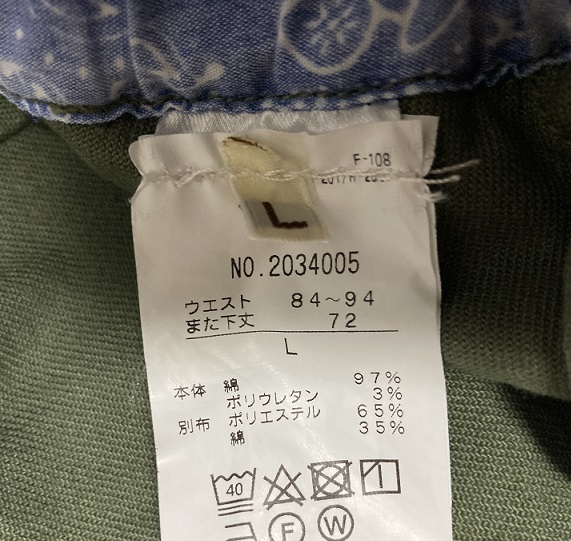 F-108
L
NO.2034005
ウエスト 84～94
また下丈 72
L
本体 綿 97%
ポリウレタン 3%
別布 ポリエステル 65%
綿 35%
40
F W